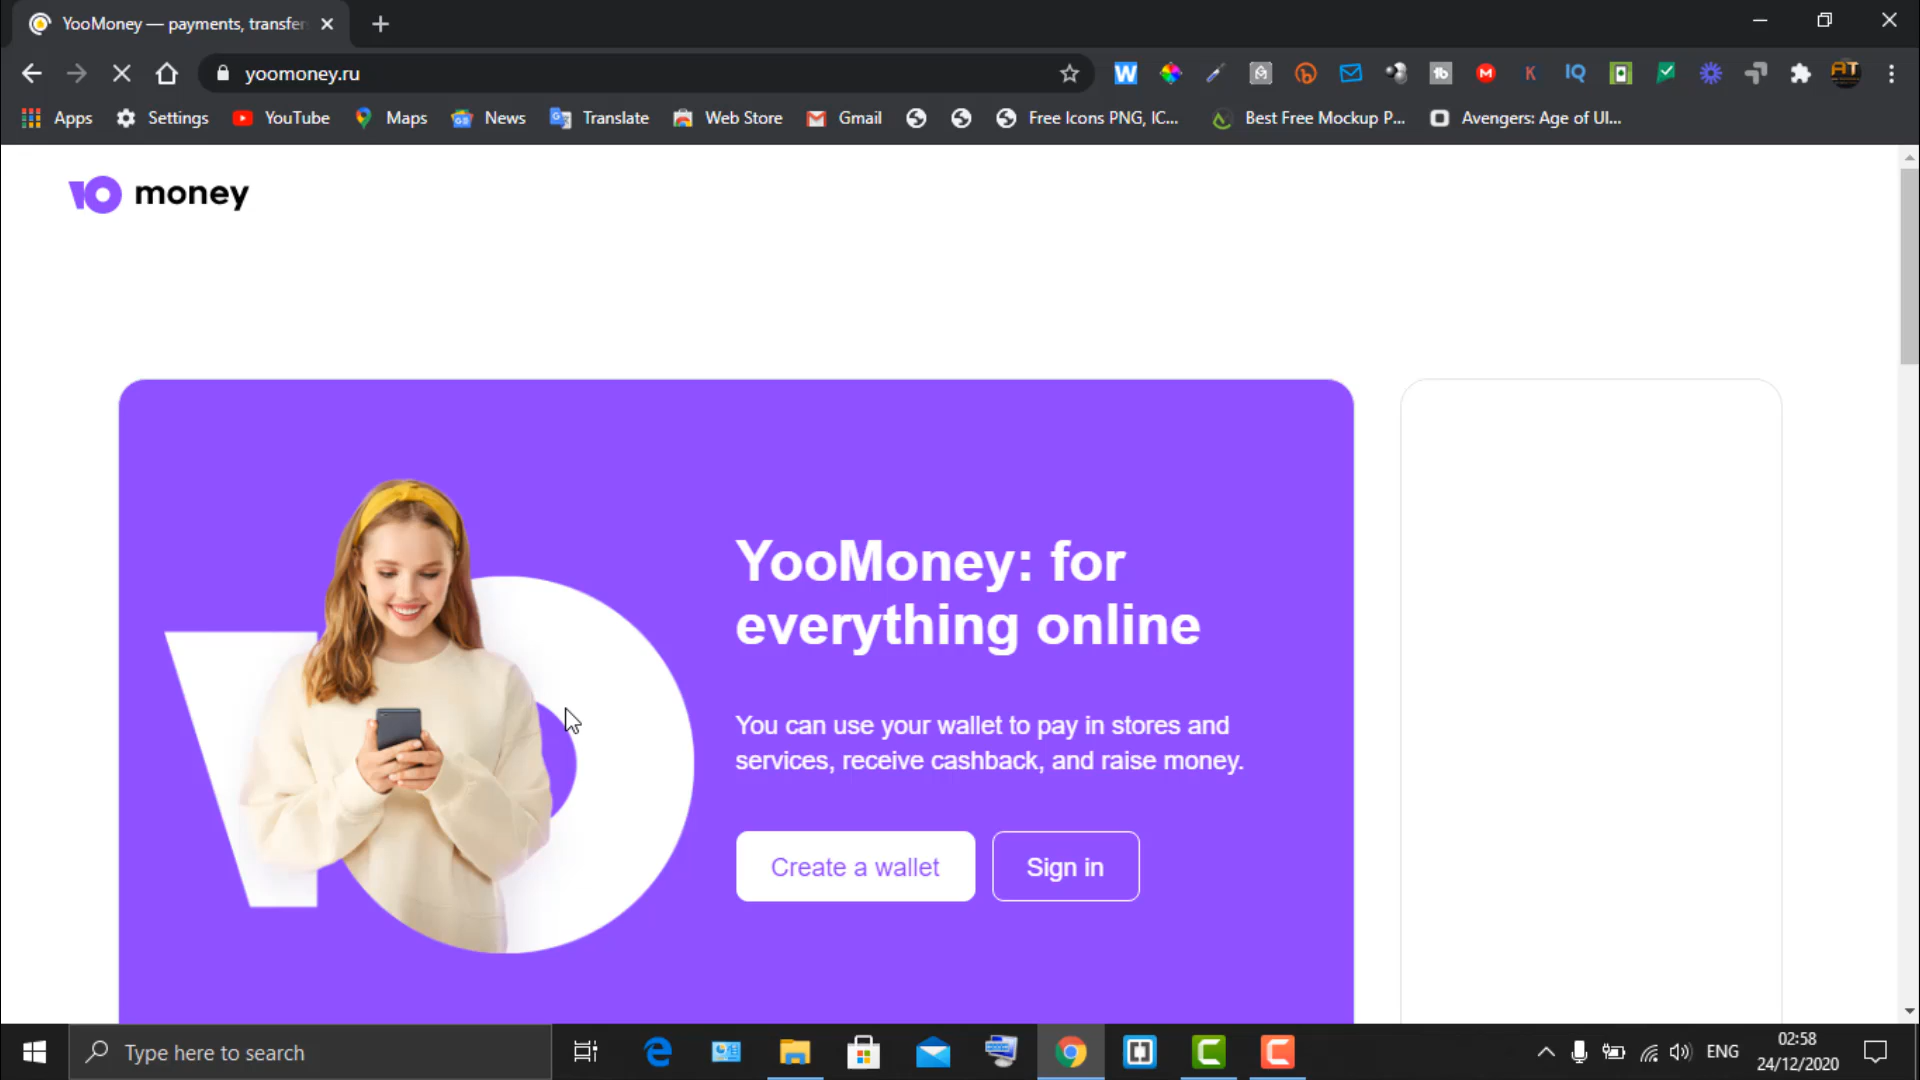 YooMoney — payments, transfer
yoomoney.ru
Apps Settings YouTube Maps News Translate Web Store Gmail Free Icons PNG, IC... Best Free Mockup P... Avengers: Age of Ul...
Ю money
YooMoney: for
everything online
You can use your wallet to pay in stores and
services, receive cashback, and raise money.
Create a wallet Sign in
Type here to search
ENG
02:58
24/12/2020